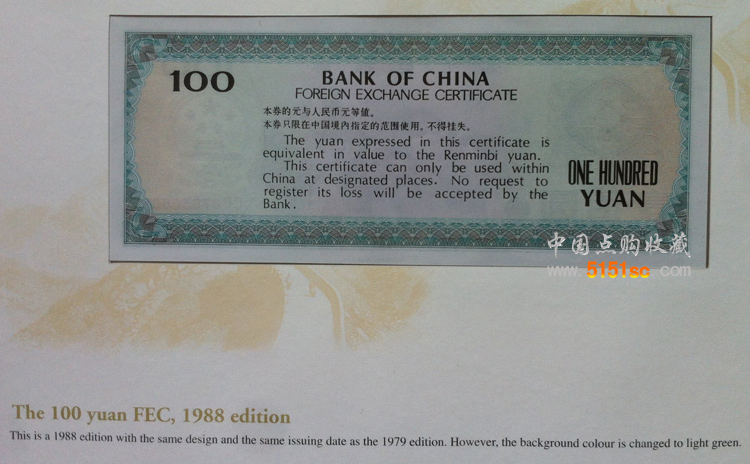 100
BANK OF CHINA
FOREIGN EXCHANGE CERTIFICATE
本券的元与人民币元等值。
本券只限在中国境内指定的范围使用，不得挂失。
The yuan expressed in this certificate is
equivalent in value to the Renminbi yuan.
This certificate can only be used within
China at designated places. No request to
register its loss will be accepted by the
Bank.
ONE HUNDRED
YUAN
中国点购收藏
www.5151sc.com
The 100 yuan FEC, 1988 edition
This is a 1988 edition with the same design and the same issuing date as the 1979 edition. However, the background colour is changed to light green.